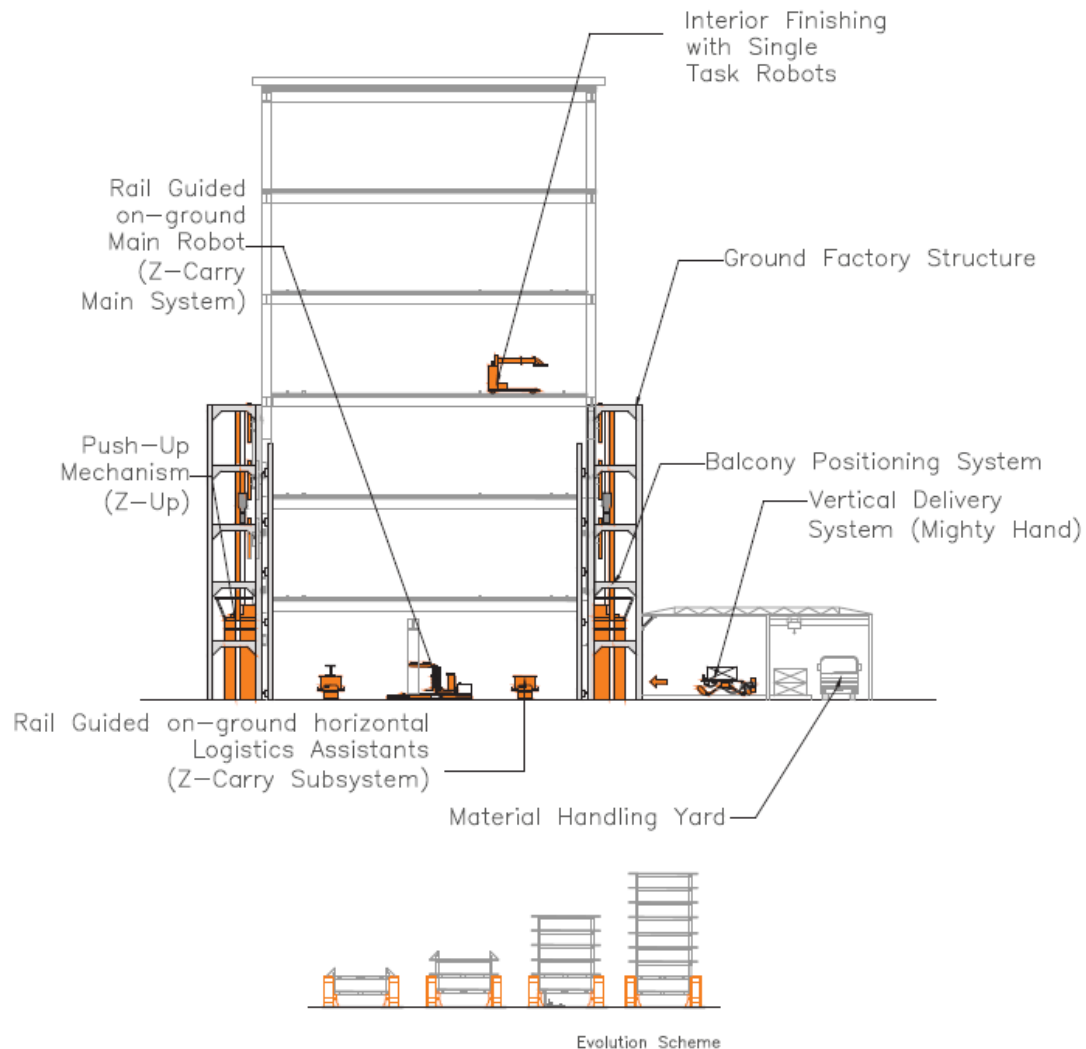 Interior Finishing
with Single
Task Robots
Rail Guided
on-ground
Main Robot
(Z-Carry
Main System)
Ground Factory Structure
Push-Up
Mechanism
(Z-Up)
Balcony Positioning System
Vertical Delivery
System (Mighty Hand)
Rail Guided on-ground horizontal
Logistics Assistants
(Z-Carry Subsystem)
Material Handling Yard
Evolution Scheme